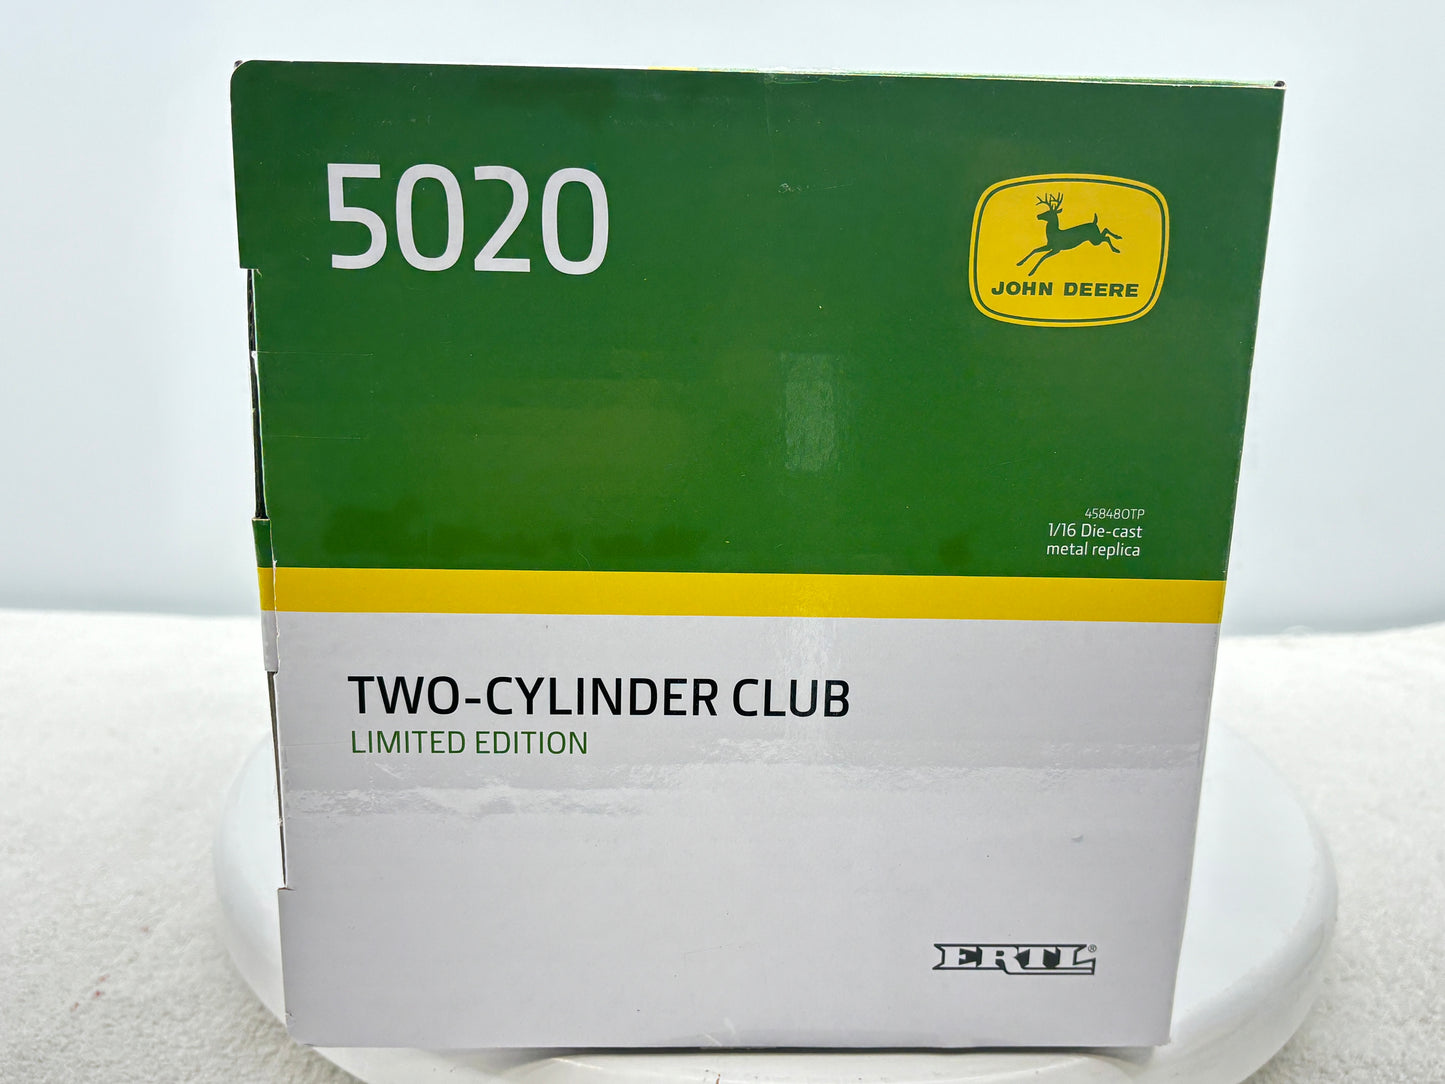 5020
JOHN DEERE
45848OTP
1/16 Die-cast
metal replica
TWO-CYLINDER CLUB
LIMITED EDITION
ERTL®